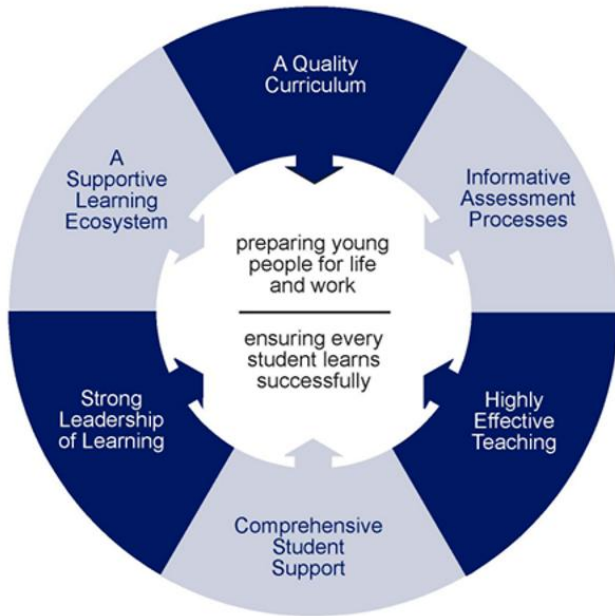 A Quality
Curriculum
Informative
Assessment
Processes
Highly
Effective
Teaching
Comprehensive
Student
Support
Strong
Leadership
of Learning
A
Supportive
Learning
Ecosystem
preparing young
people for life
and work
ensuring every
student learns
successfully